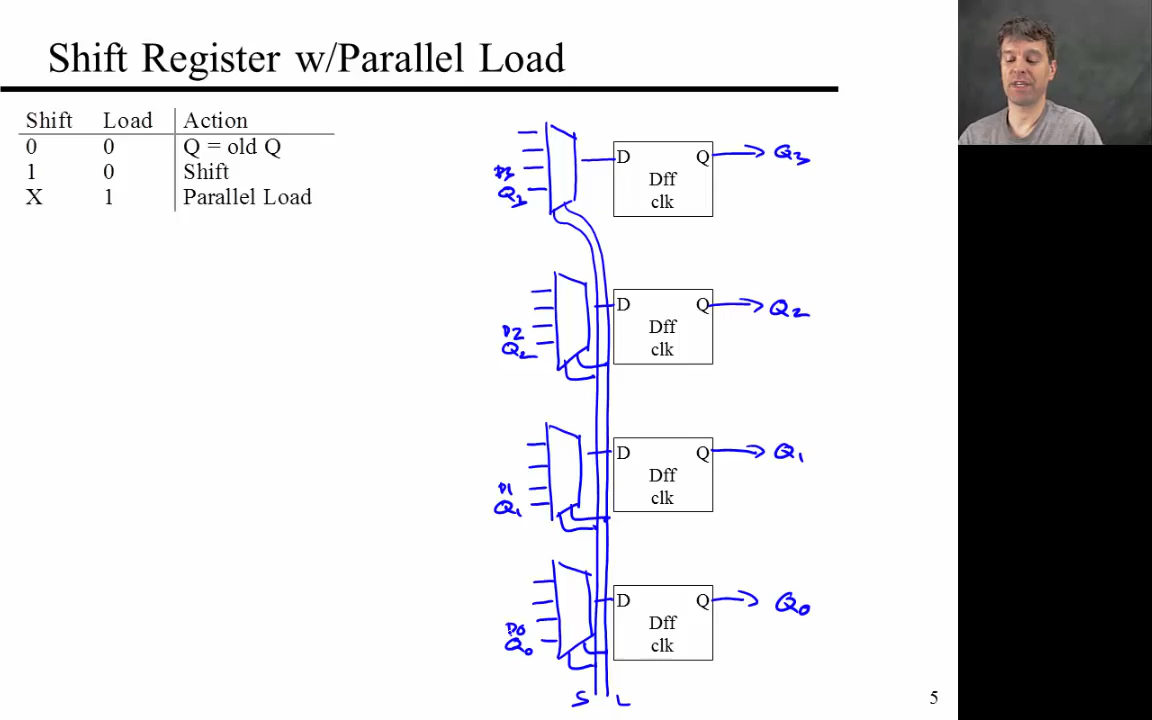 Shift Register w/Parallel Load
Shift Load Action
0 0 Q = old Q
1 0 Shift
X 1 Parallel Load
D Q
Dff
clk
Q3
D3
Q3
D Q
Dff
clk
Q2
D2
Q2
D Q
Dff
clk
Q1
D1
Q1
D Q
Dff
clk
Q0
D0
Q0
S L
5